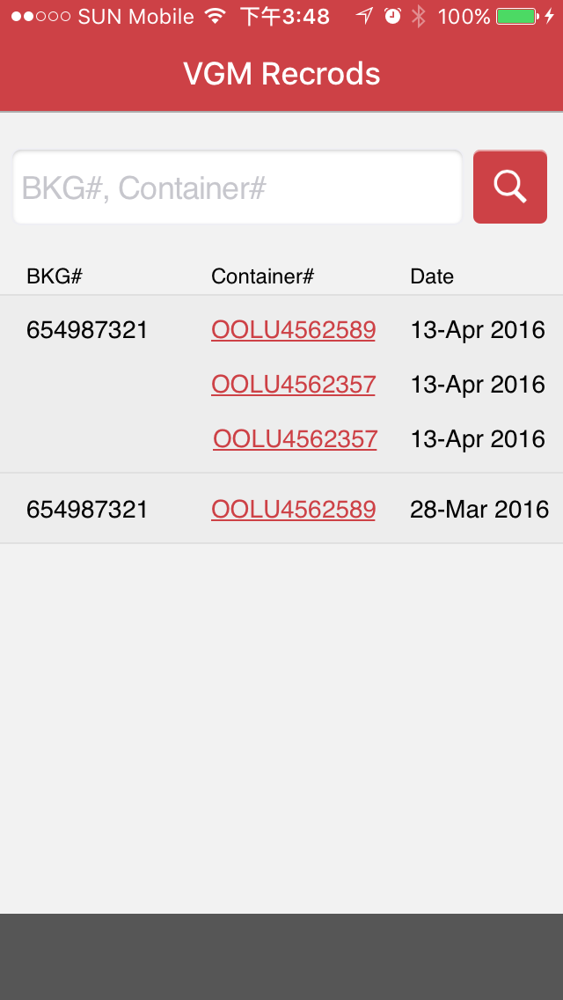 SUN Mobile 下午3:48 100%
VGM Recrods
BKG#, Container#
BKG# Container# Date
654987321 OOLU4562589 13-Apr 2016
OOLU4562357 13-Apr 2016
OOLU4562357 13-Apr 2016
654987321 OOLU4562589 28-Mar 2016